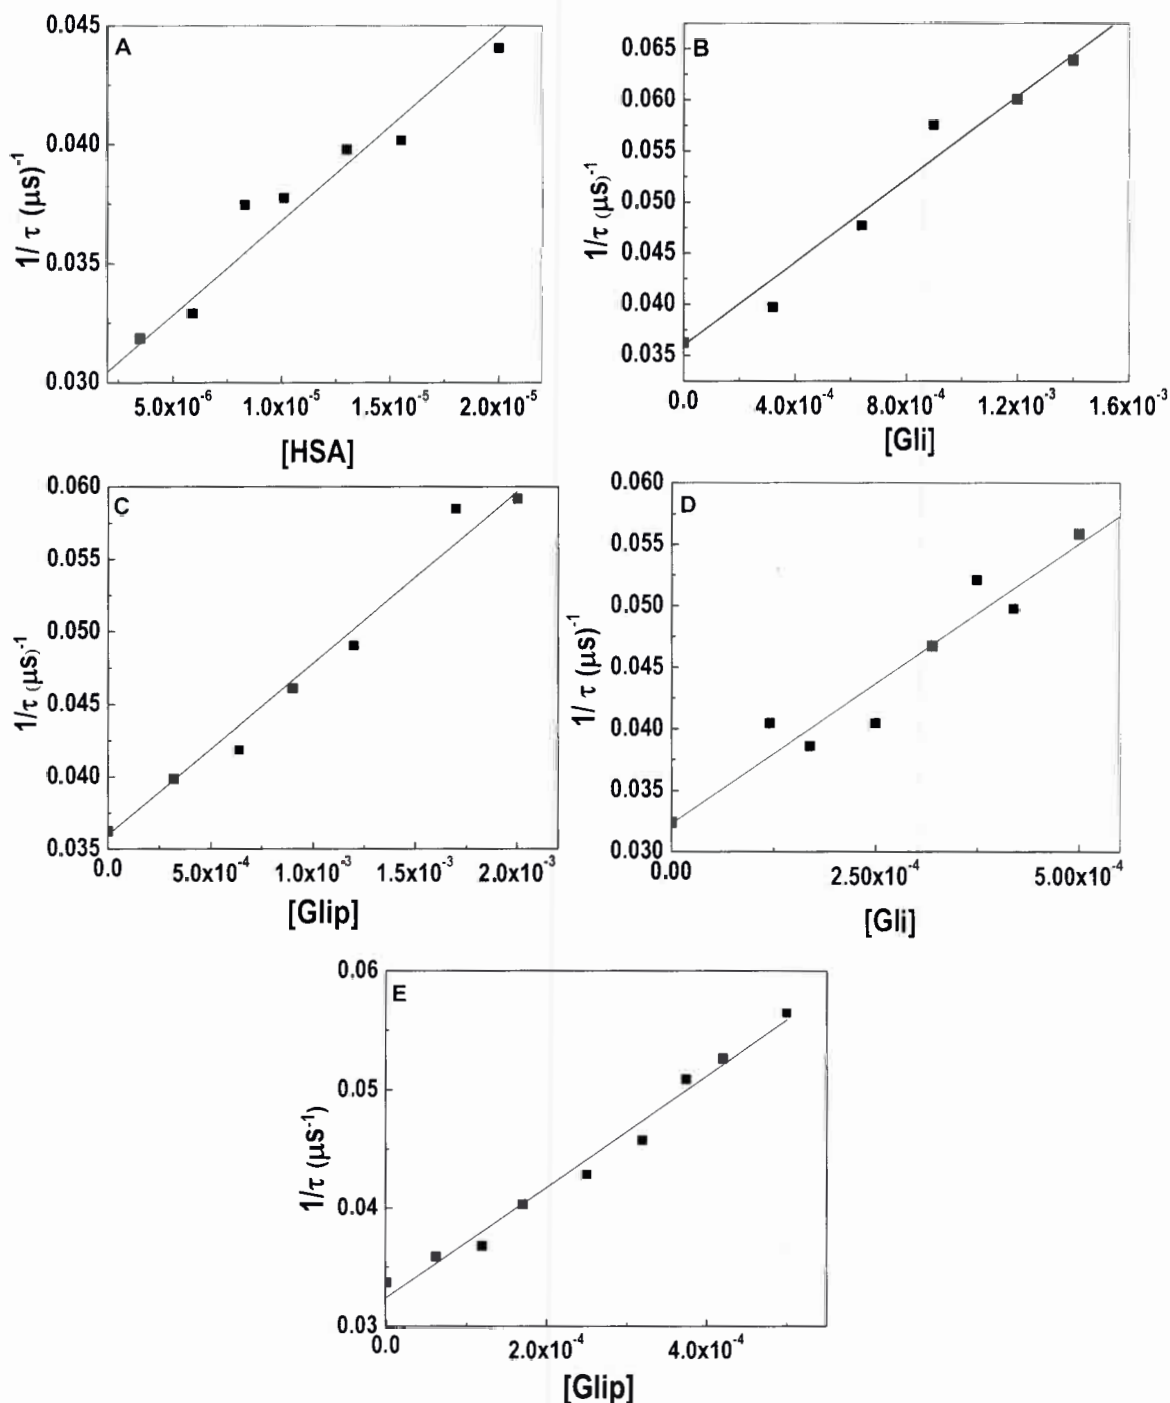 A
0.045
0.040
0.035
0.030
1/ τ (μs)⁻¹
5.0x10⁻⁶ 1.0x10⁻⁵ 1.5x10⁻⁵ 2.0x10⁻⁵
[HSA]
B
0.065
0.060
0.055
0.050
0.045
0.040
0.035
1/τ (μs)⁻¹
0.0 4.0x10⁻⁴ 8.0x10⁻⁴ 1.2x10⁻³ 1.6x10⁻³
[Gli]
C
0.060
0.055
0.050
0.045
0.040
0.035
1/τ (μs)⁻¹
0.0 5.0x10⁻⁴ 1.0x10⁻³ 1.5x10⁻³ 2.0x10⁻³
[Glip]
D
0.060
0.055
0.050
0.045
0.040
0.035
0.030
1/ τ (μs)⁻¹
0.00 2.50x10⁻⁴ 5.00x10⁻⁴
[Gli]
E
0.06
0.05
0.04
0.03
1/τ (μs⁻¹)
0.0 2.0x10⁻⁴ 4.0x10⁻⁴
[Glip]